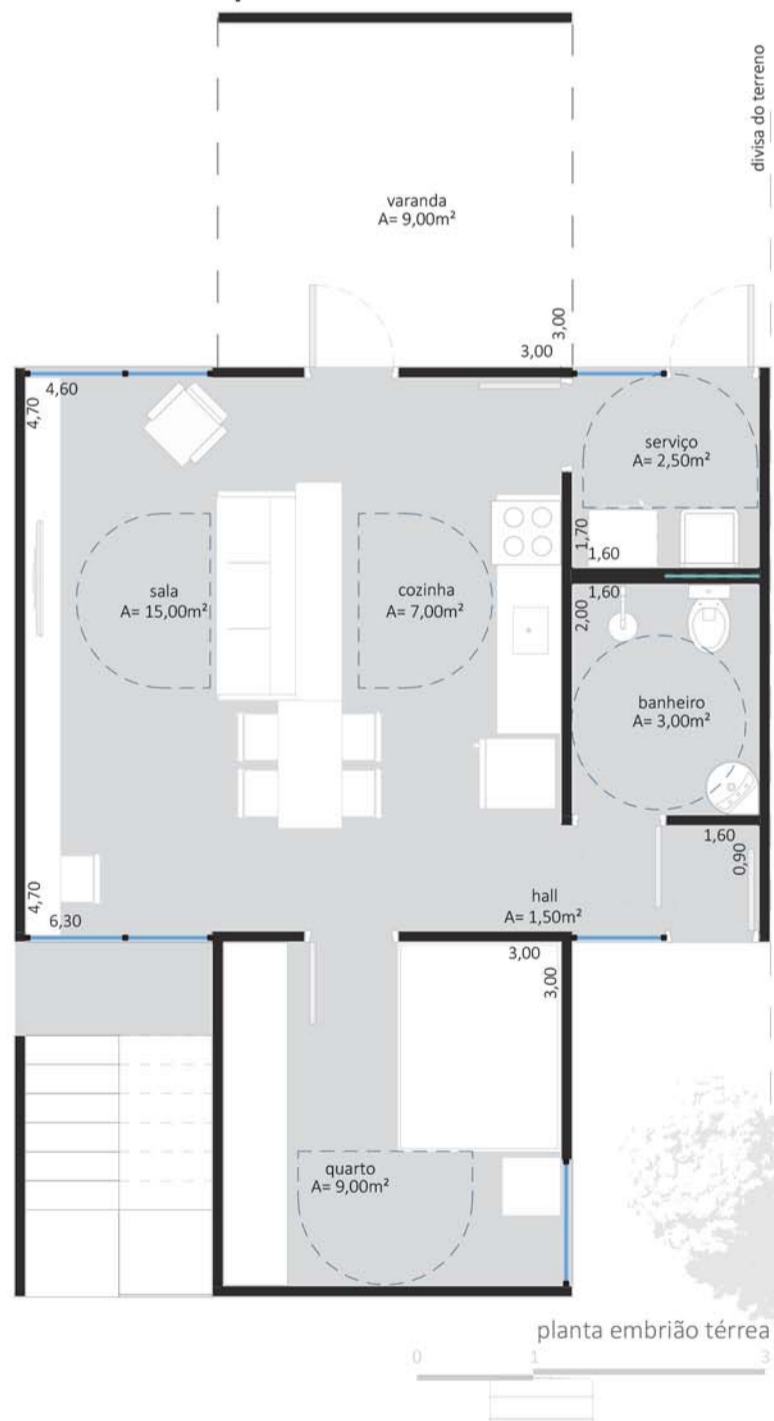 divisa do terreno
varanda
A= 9,00m²
3,00
3,00
4,60
4,70
serviço
A= 2,50m²
1,70
1,60
sala
A= 15,00m²
cozinha
A= 7,00m²
1,60
2,00
banheiro
A= 3,00m²
1,60
0,90
4,70
6,30
hall
A= 1,50m²
3,00
3,00
quarto
A= 9,00m²
planta embrião térrea
0 1 3